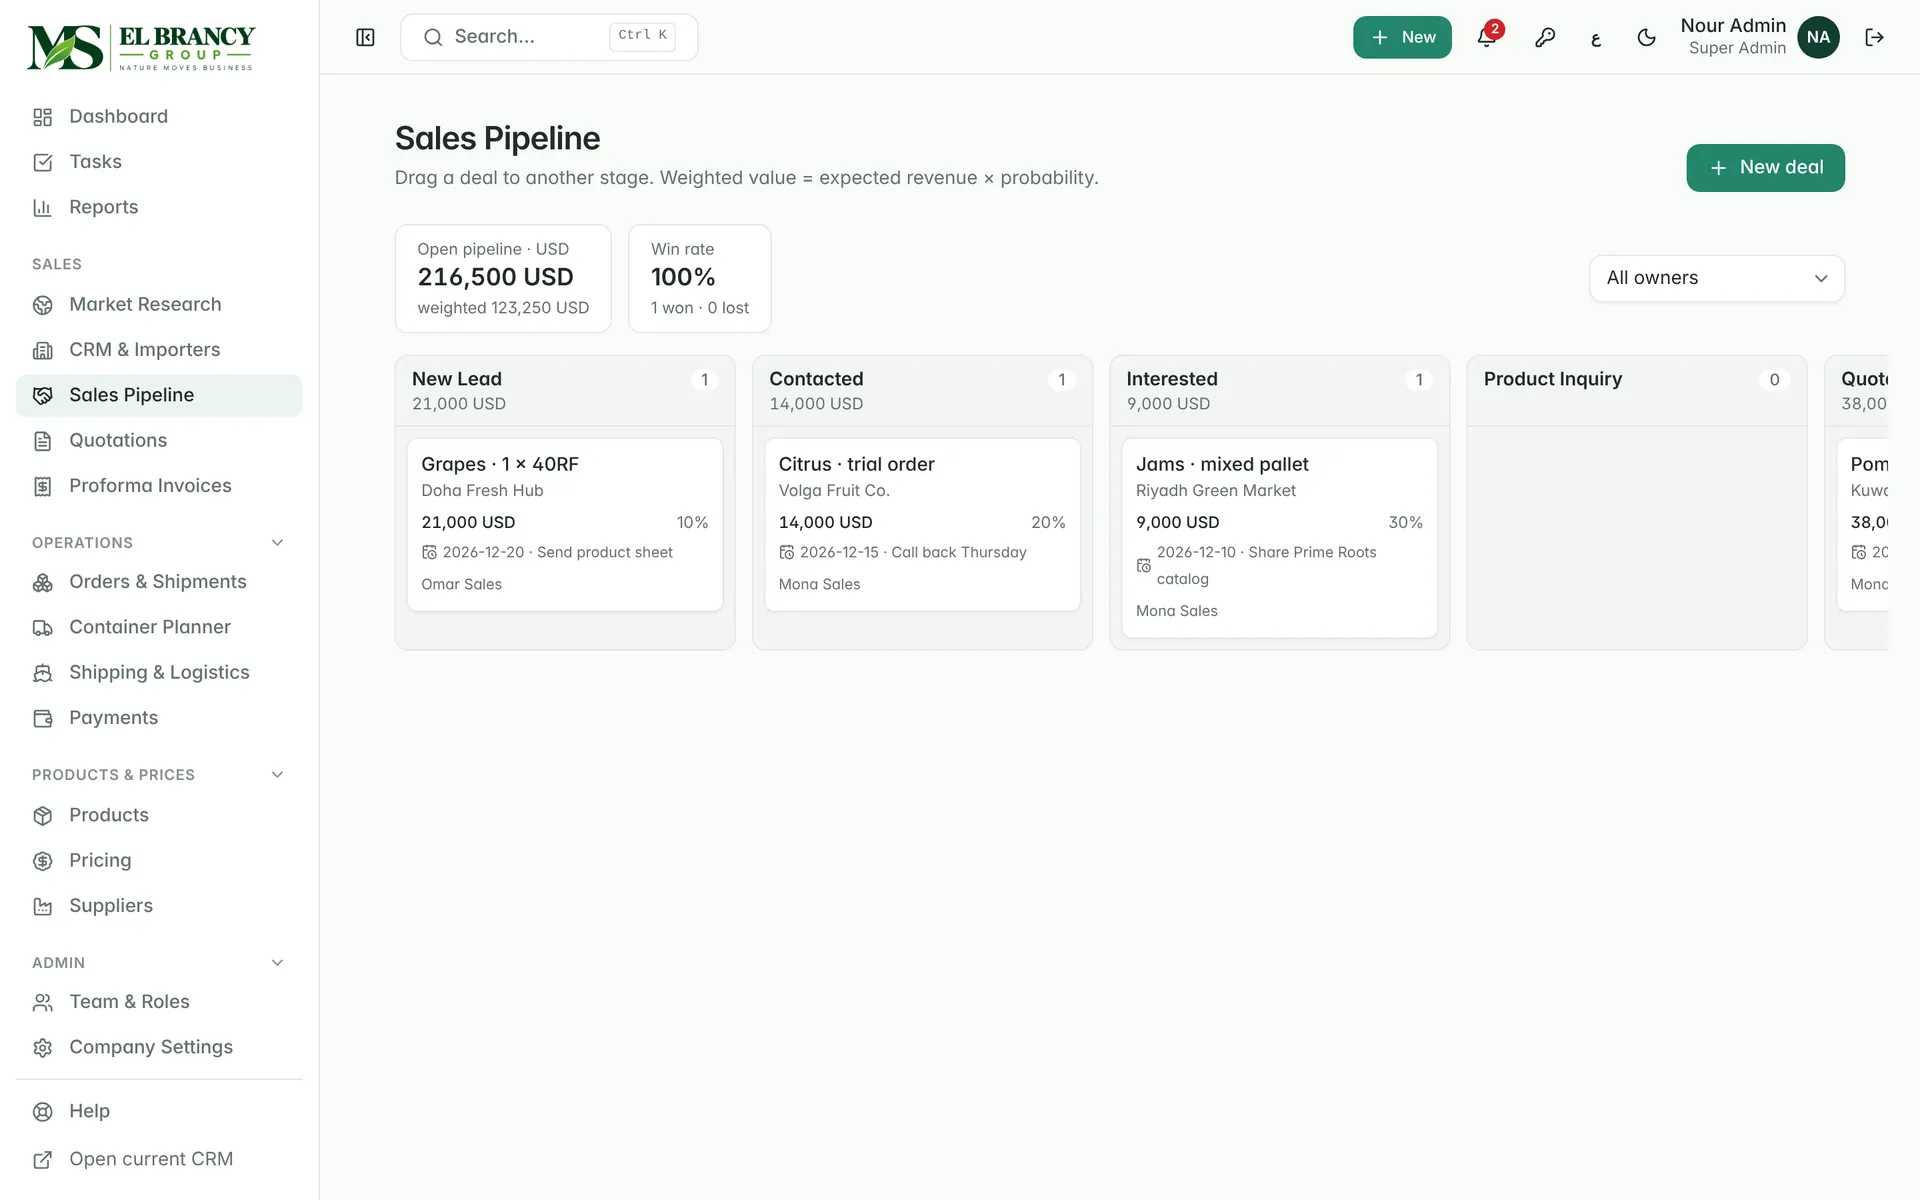 MS EL BRANCY
GROUP
NATURE MOVES BUSINESS
Search...
Ctrl K
New
2
ع
Nour Admin
Super Admin
NA
Dashboard
Tasks
Reports
SALES
Market Research
CRM & Importers
Sales Pipeline
Quotations
Proforma Invoices
OPERATIONS
Orders & Shipments
Container Planner
Shipping & Logistics
Payments
PRODUCTS & PRICES
Products
Pricing
Suppliers
ADMIN
Team & Roles
Company Settings
Help
Open current CRM
Sales Pipeline
Drag a deal to another stage. Weighted value = expected revenue × probability.
New deal
Open pipeline · USD
216,500 USD
weighted 123,250 USD
Win rate
100%
1 won · 0 lost
All owners
New Lead
1
21,000 USD
Grapes · 1 × 40RF
Doha Fresh Hub
21,000 USD
10%
2026-12-20 · Send product sheet
Omar Sales
Contacted
1
14,000 USD
Citrus · trial order
Volga Fruit Co.
14,000 USD
20%
2026-12-15 · Call back Thursday
Mona Sales
Interested
1
9,000 USD
Jams · mixed pallet
Riyadh Green Market
9,000 USD
30%
2026-12-10 · Share Prime Roots
catalog
Mona Sales
Product Inquiry
0